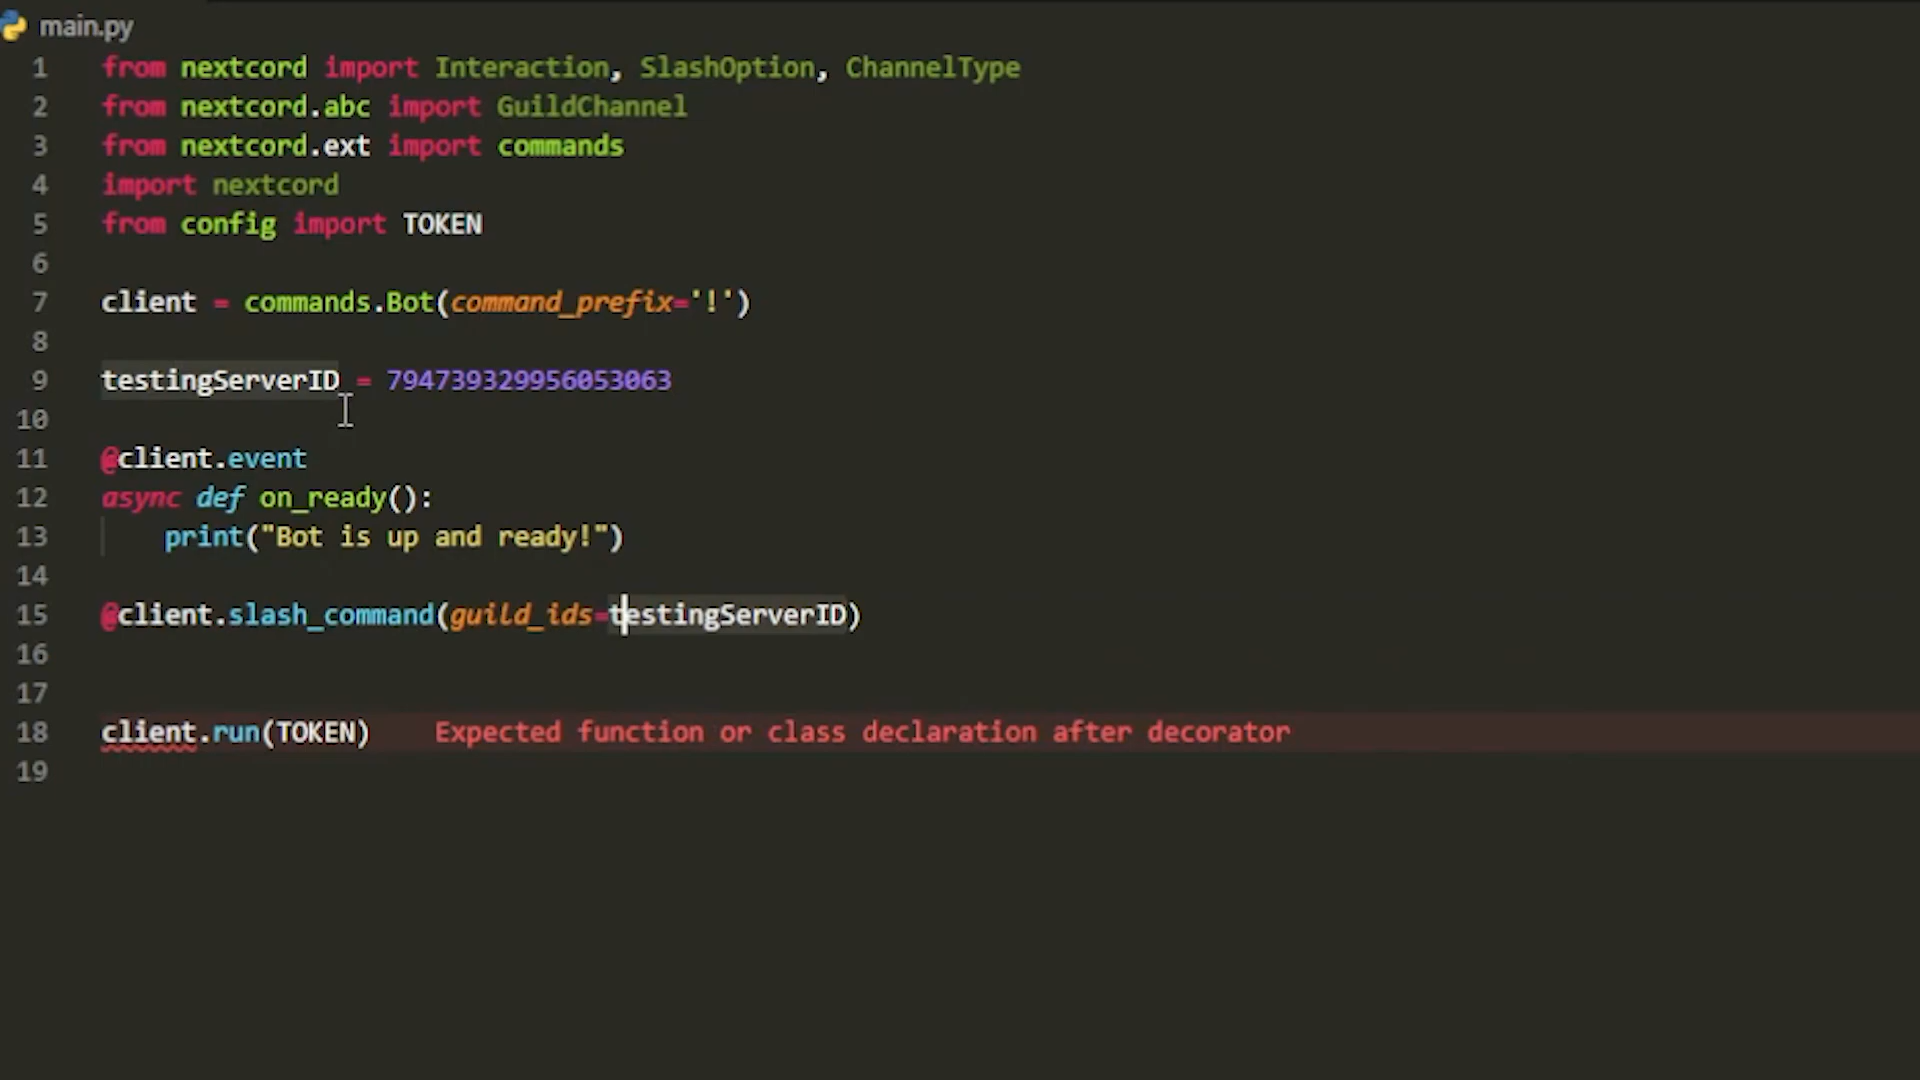 main.py
1 from nextcord import Interaction, SlashOption, ChannelType
2 from nextcord.abc import GuildChannel
3 from nextcord.ext import commands
4 import nextcord
5 from config import TOKEN
6
7 client = commands.Bot(command_prefix='!')
8
9 testingServerID = 794739329956053063
10
11 @client.event
12 async def on_ready():
13 print("Bot is up and ready!")
14
15 @client.slash_command(guild_ids=testingServerID)
16
17
18 client.run(TOKEN) Expected function or class declaration after decorator
19